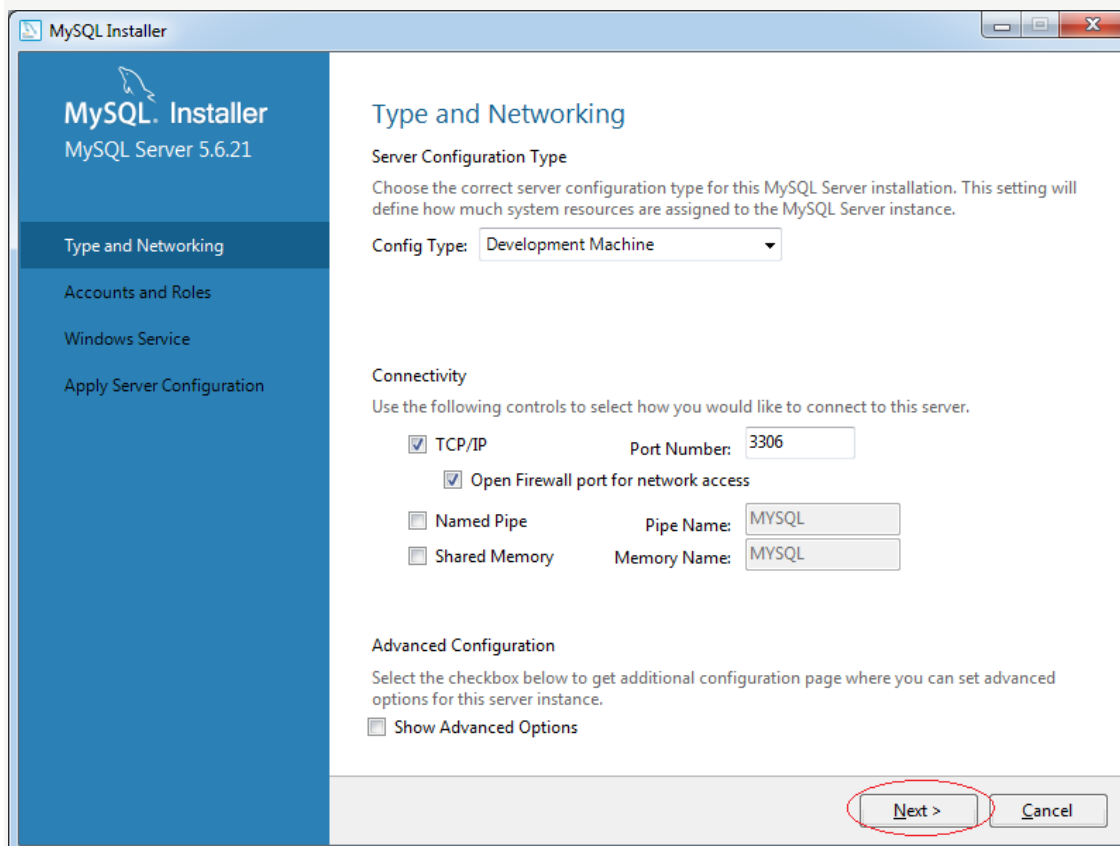 MySQL Installer
MySQL. Installer
MySQL Server 5.6.21
Type and Networking
Accounts and Roles
Windows Service
Apply Server Configuration
Type and Networking
Server Configuration Type
Choose the correct server configuration type for this MySQL Server installation. This setting will
define how much system resources are assigned to the MySQL Server instance.
Config Type: Development Machine
Connectivity
Use the following controls to select how you would like to connect to this server.
TCP/IP Port Number: 3306
Open Firewall port for network access
Named Pipe Pipe Name: MYSQL
Shared Memory Memory Name: MYSQL
Advanced Configuration
Select the checkbox below to get additional configuration page where you can set advanced
options for this server instance.
Show Advanced Options
Next > Cancel